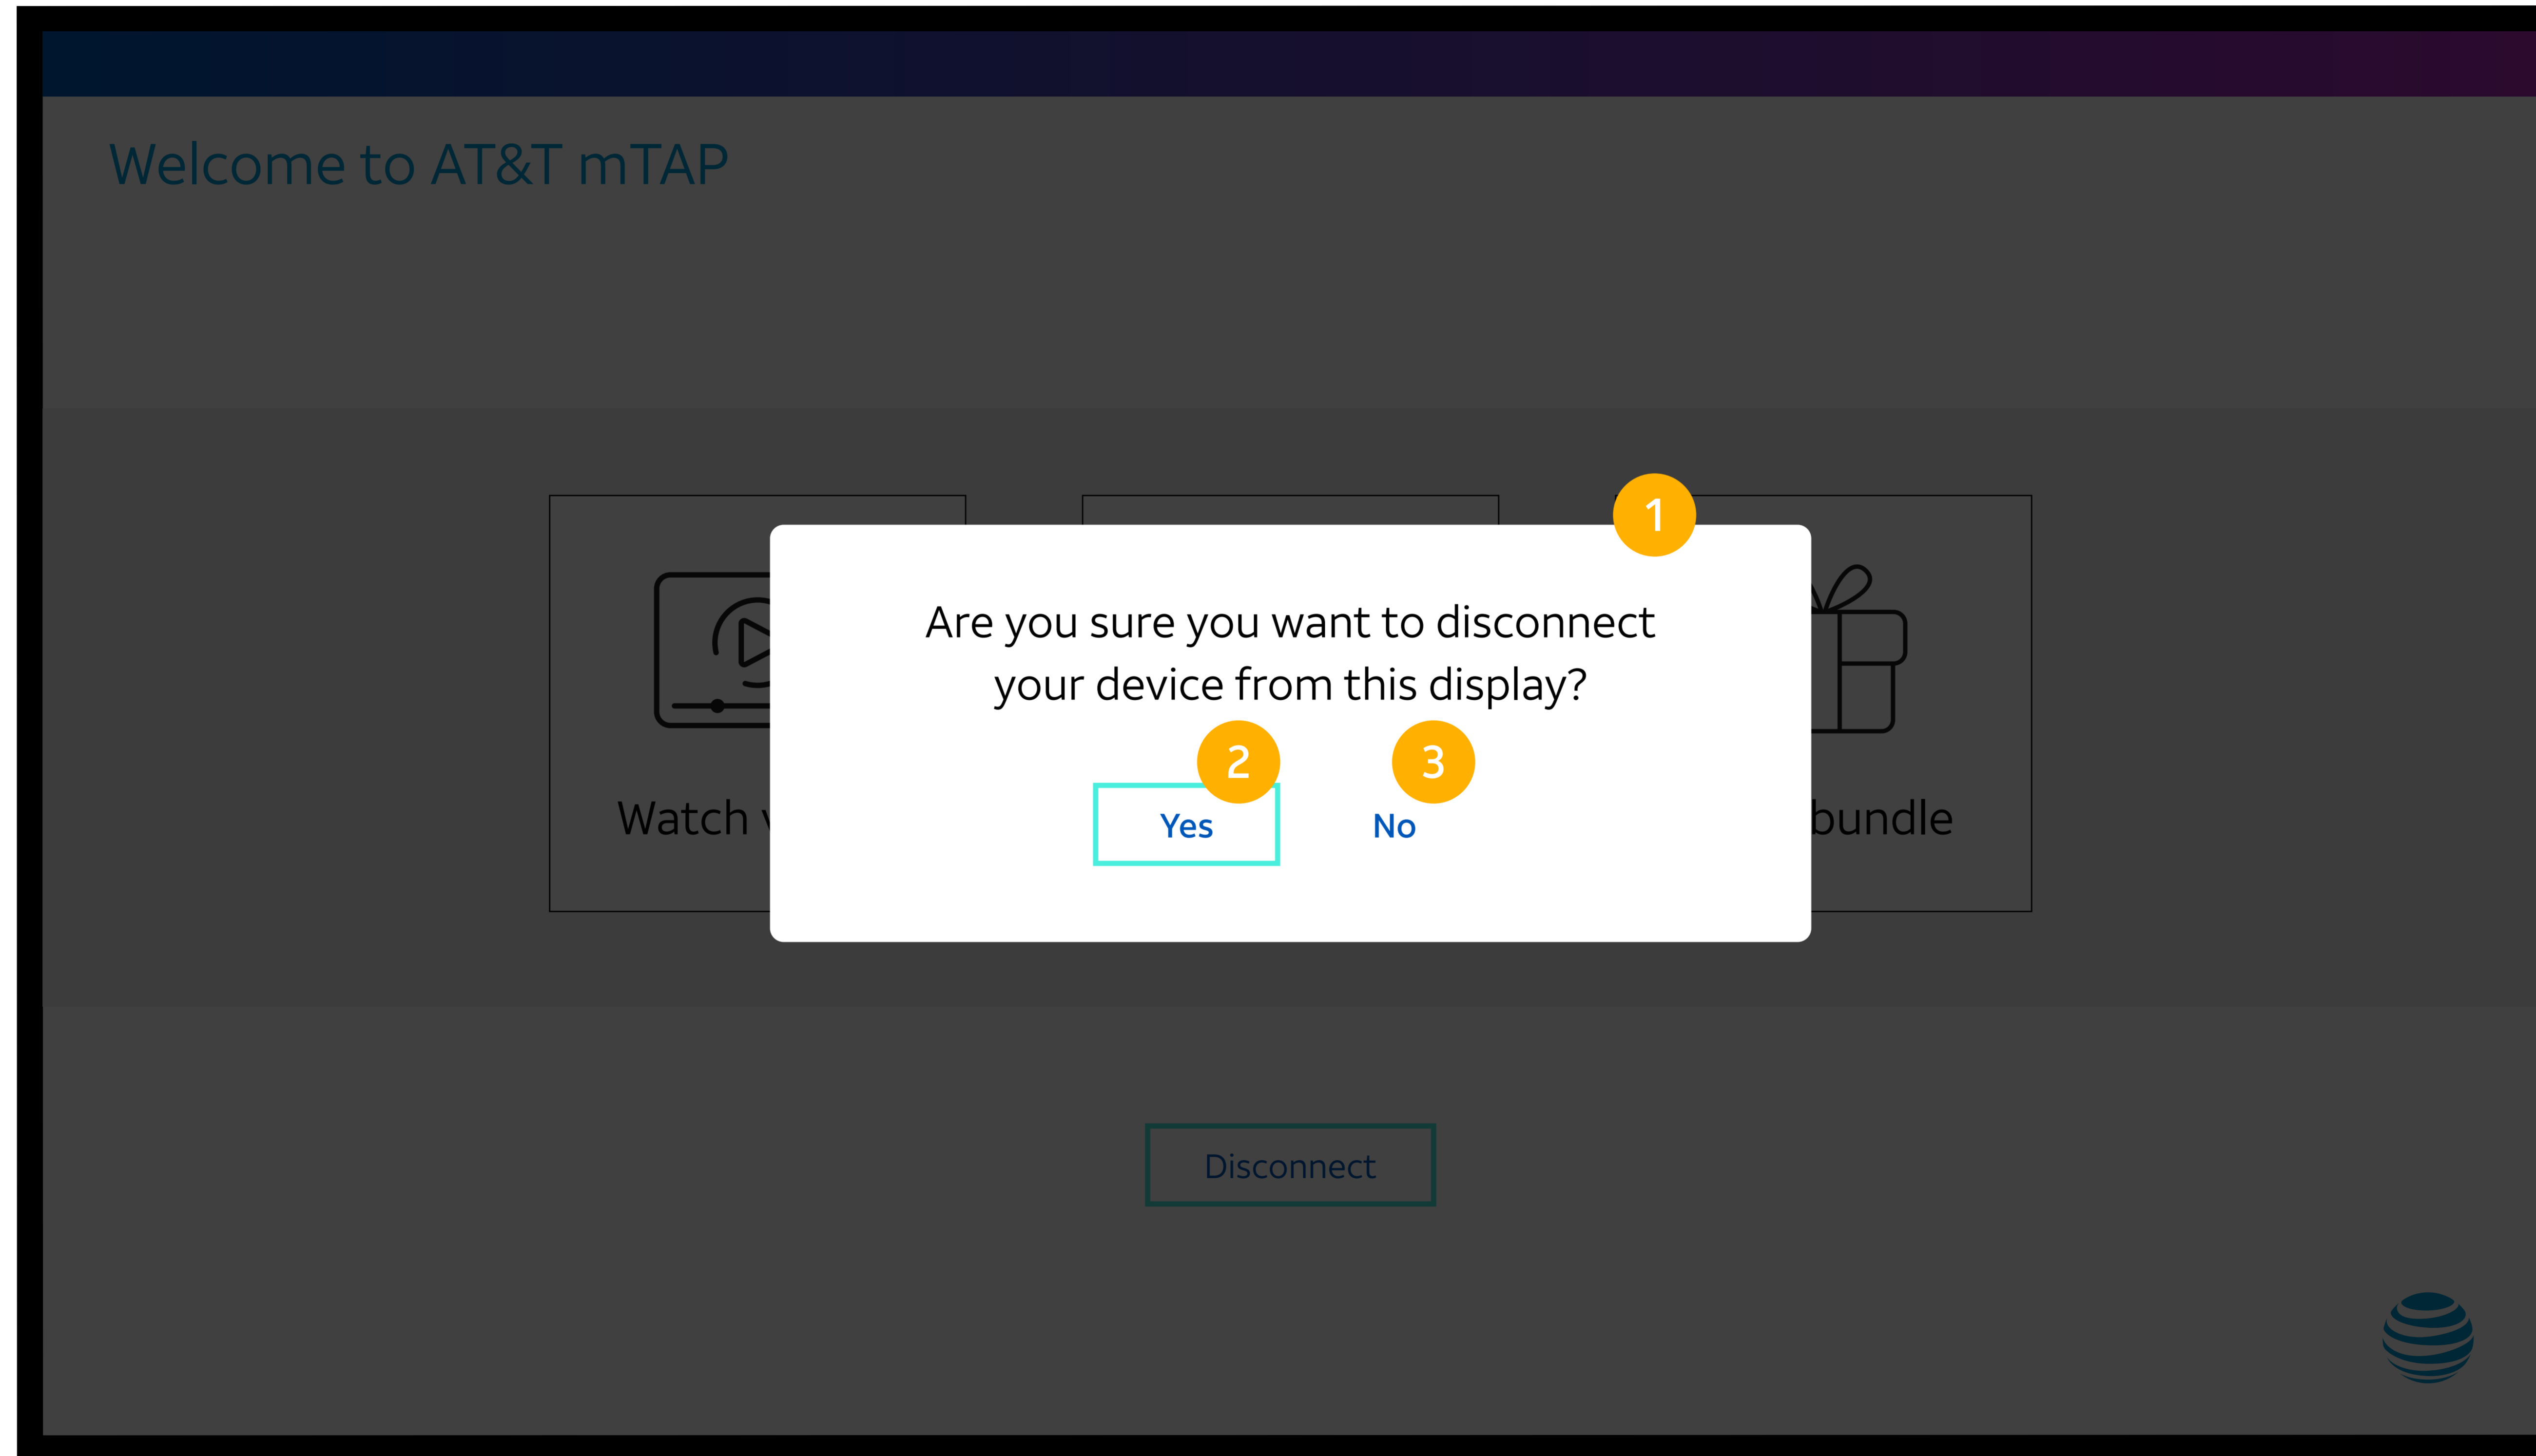 Welcome to AT&T mTAP
1
Are you sure you want to disconnect
your device from this display?
2
3
Watch
Yes
No
bundle
Disconnect